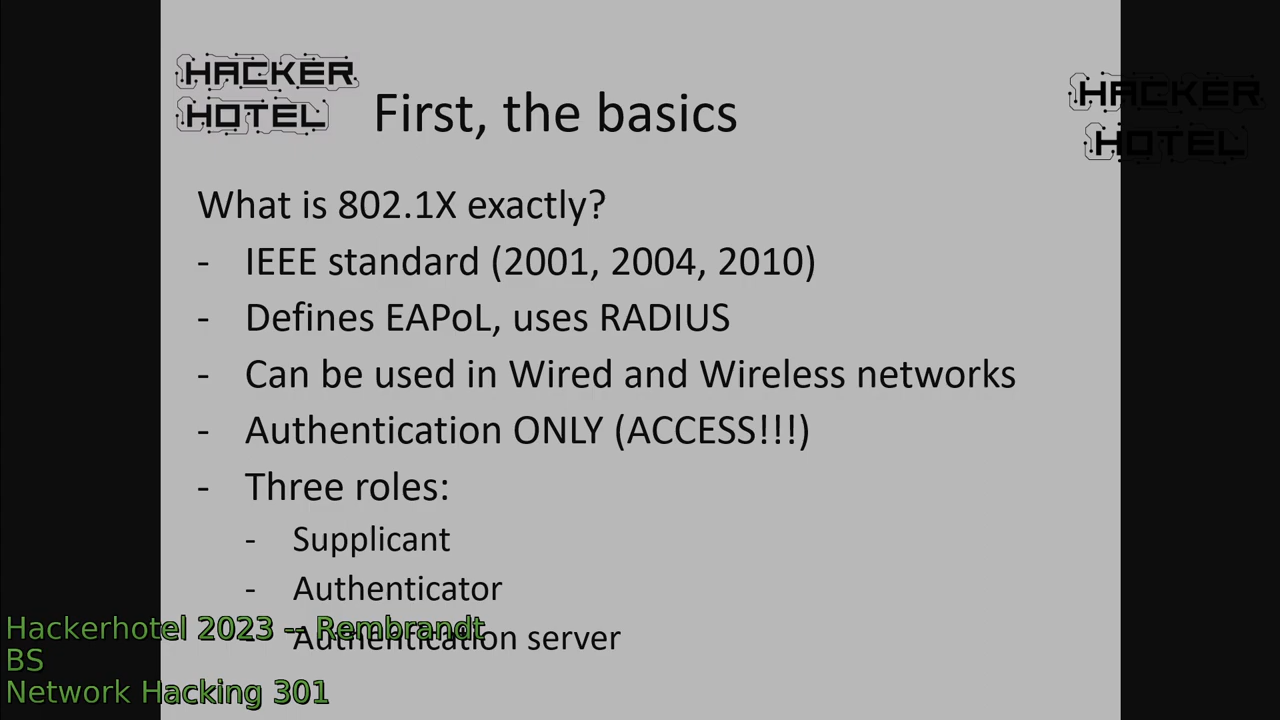 HACKER
HOTEL
First, the basics
HACKER
HOTEL
What is 802.1X exactly?
- IEEE standard (2001, 2004, 2010)
- Defines EAPoL, uses RADIUS
- Can be used in Wired and Wireless networks
- Authentication ONLY (ACCESS!!!)
- Three roles:
- Supplicant
- Authenticator
- Authentication server
Hackerhotel 2023 -- Rembrandt
BS
Network Hacking 301